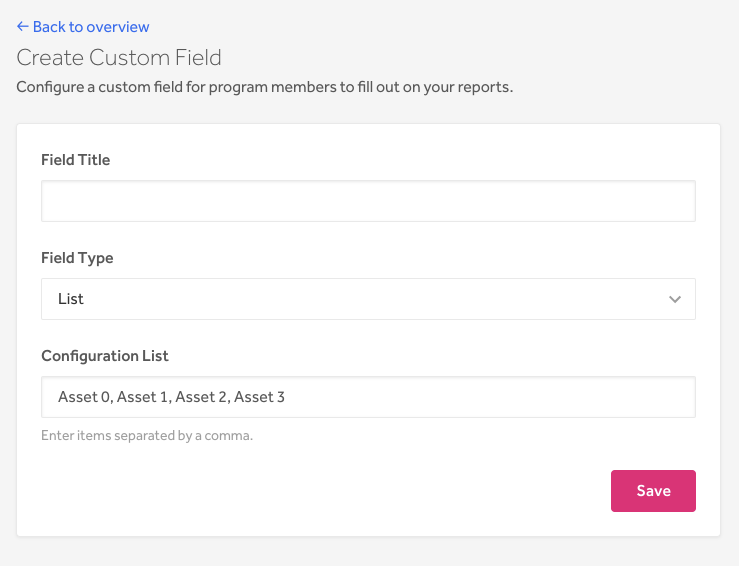 ← Back to overview
Create Custom Field
Configure a custom field for program members to fill out on your reports.
Field Title
Field Type
List
Configuration List
Asset 0, Asset 1, Asset 2, Asset 3
Enter items separated by a comma.
Save